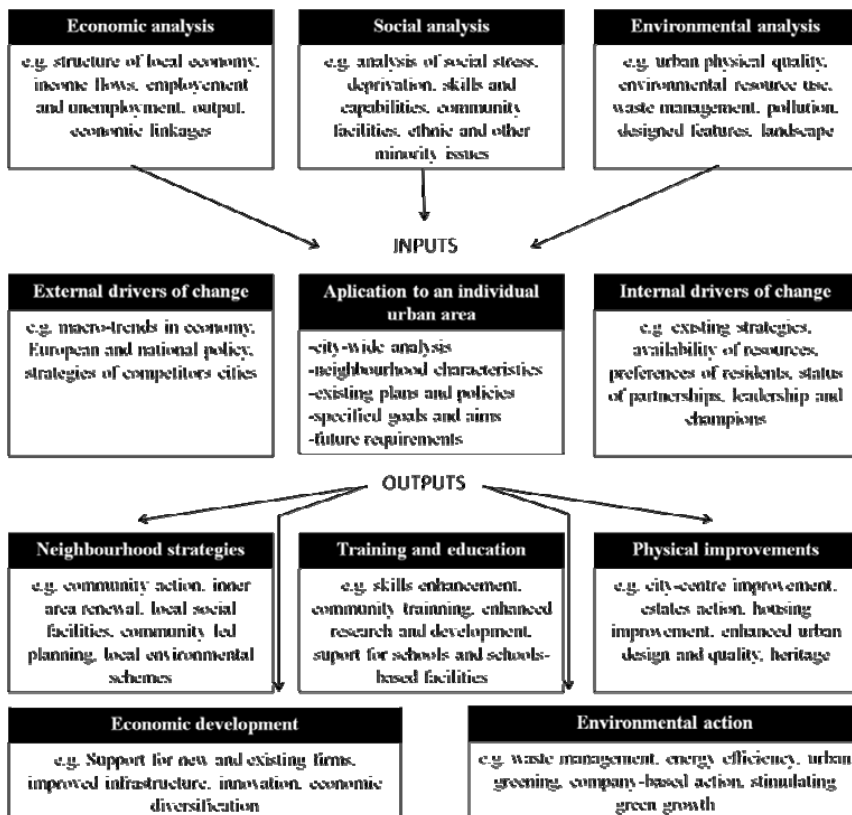 Economic analysis
e.g. structure of local economy,
income flows, employement
and unemployment, output,
economic linkages
Social analysis
e.g. analysis of social stress,
deprivation, skills and
capabilities, community
facilities, ethnic and other
minority issues
Environmental analysis
e.g. urban physical quality,
environmental resource use,
waste management, pollution,
designed features, landscape
INPUTS
External drivers of change
e.g. macro-trends in economy,
European and national policy,
strategies of competitors cities
Aplication to an individual
urban area
-city-wide analysis
-neighbourhood characteristics
-existing plans and policies
-specified goals and aims
-future requirements
Internal drivers of change
e.g. existing strategies,
availability of resources,
preferences of residents, status
of partnerships, leadership and
champions
OUTPUTS
Neighbourhood strategies
e.g. community action, inner
area renewal, local social
facilities, community led
planning, local environmental
schemes
Training and education
e.g. skills enhancement,
community trainning, enhanced
research and development,
suport for schools and schools-
based facilities
Physical improvements
e.g. city-centre improvement,
estates action, housing
improvement, enhanced urban
design and quality, heritage
Economic development
e.g. Support for new and existing firms,
improved infrastructure, innovation, economic
diversification
Environmental action
e.g. waste management, energy efficiency, urban
greening, company-based action, stimulating
green growth